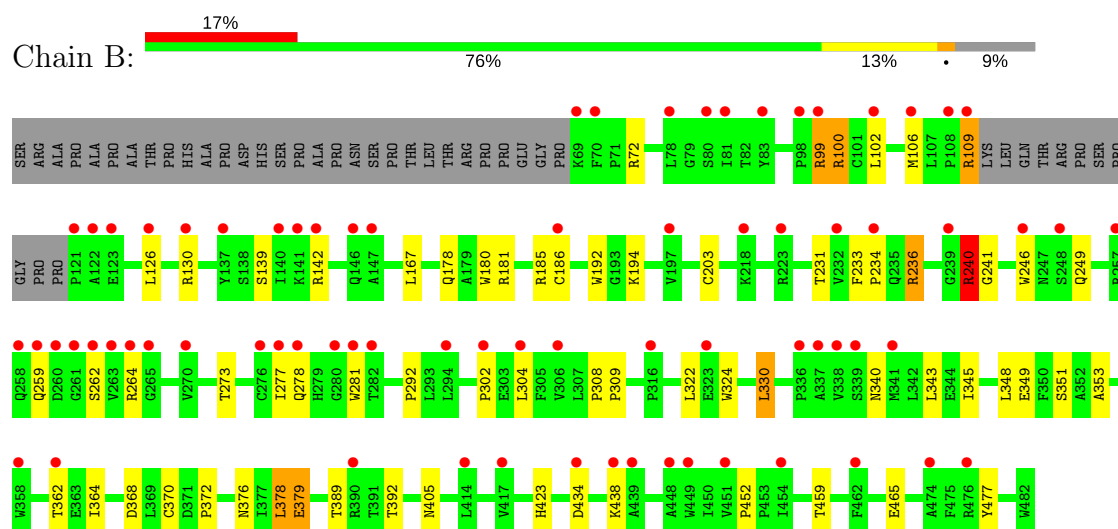 17%
Chain B:
76% 13% • 9%
SER ARG ALA PRO ALA PRO ALA THR PRO HIS ALA PRO ASP HIS SER PRO ALA PRO ASN SER PRO THR LEU THR ARG PRO PRO GLU GLY PRO K69 F70 P71 R72 L78 G79 S80 T81 T82 Y83 P98 R99 R100 C101 L102 M106 L107 P108 R109 LYS LEU GLN THR ARG PRO SER PRO
GLY PRO PRO P121 A122 E123 L126 R130 Y137 S138 S139 I140 K141 R142 Q146 A147 L167 Q178 A179 W180 R181 R185 C186 W192 G193 K194 V197 C203 K218 R223 T231 V232 F233 P234 Q235 R236 G239 R240 G241 W246 N247 S248 Q249 R257
Q258 Q259 D260 G261 S262 V263 R264 G265 V270 T273 C276 I277 Q278 H279 G280 W281 T282 P292 L293 L294 P302 E303 L304 F305 V306 L307 P308 P309 P316 L322 E323 W324 L330 P336 A337 V338 S339 N340 M341 L342 L343 E344 I345 L348 E349 F350 S351 A352 A353
W358 T362 E363 I364 D368 L369 C370 D371 P372 N376 I377 L378 E379 T389 R390 T391 T392 N405 L414 V417 H423 D434 K438 A439 A448 W449 I450 V451 P452 P453 I454 T459 F462 E465 A474 F475 R476 V477 W482